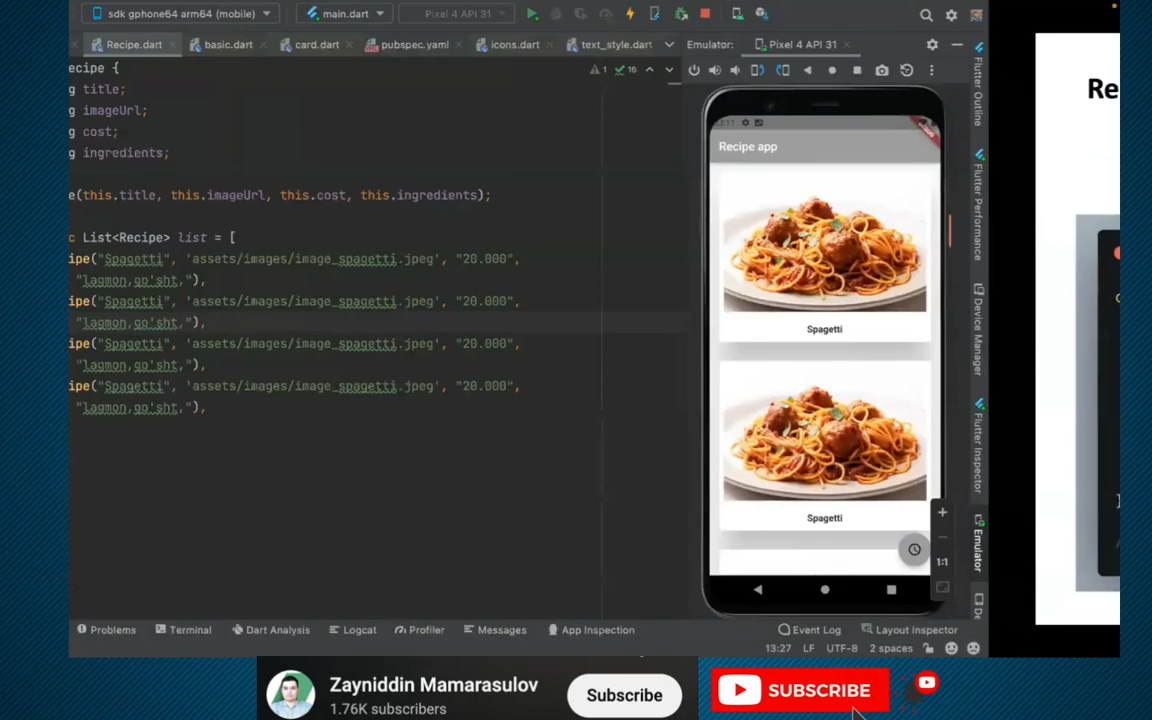 sdk gphone64 arm64 (mobile)
main.dart
Pixel 4 API 31
Recipe.dart
basic.dart
card.dart
pubspec.yaml
icons.dart
text_style.dart
Emulator:
Pixel 4 API 31
ecipe {
g title;
g imageUrl;
g cost;
g ingredients;
e(this.title, this.imageUrl, this.cost, this.ingredients);
c List<Recipe> list = [
ipe("Spagetti", 'assets/images/image_spagetti.jpeg', "20.000",
"lagmon,go'sht,"),
ipe("Spagetti", 'assets/images/image_spagetti.jpeg', "20.000",
"lagmon,go'sht,"),
ipe("Spagetti", 'assets/images/image_spagetti.jpeg', "20.000",
"lagmon,go'sht,"),
ipe("Spagetti", 'assets/images/image_spagetti.jpeg', "20.000",
"lagmon,go'sht,"),
1
16
Recipe app
Spagetti
Spagetti
1:1
Flutter Outline
Flutter Performance
Device Manager
Flutter Inspector
Emulator
Re
Problems
Terminal
Dart Analysis
Logcat
Profiler
Messages
App Inspection
Event Log
Layout Inspector
13:27
LF
UTF-8
2 spaces
Zayniddin Mamarasulov
1.76K subscribers
Subscribe
SUBSCRIBE